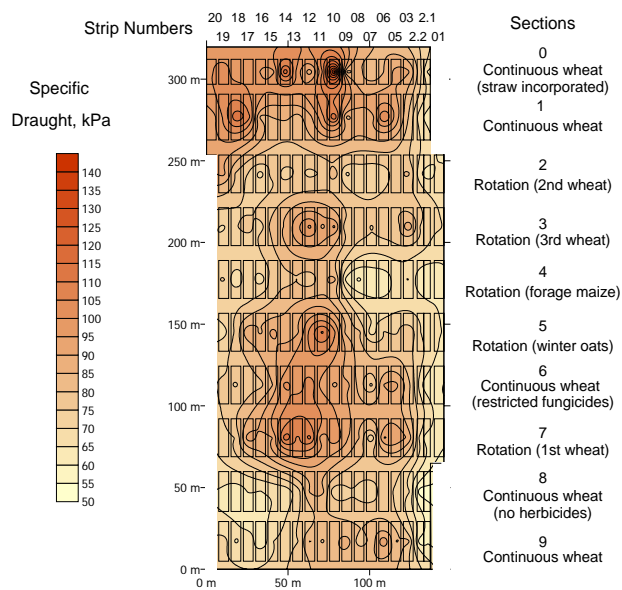 Strip Numbers
20 18 16 14 12 10 08 06 03 2.1
19 17 15 13 11 09 07 05 2.2 01
Sections
Specific
Draught, kPa
140
135
130
125
120
115
110
105
100
95
90
85
80
75
70
65
60
55
50
300 m
250 m
200 m
150 m
100 m
50 m
0 m
0 m 50 m 100 m
0
Continuous wheat
(straw incorporated)
1
Continuous wheat
2
Rotation (2nd wheat)
3
Rotation (3rd wheat)
4
Rotation (forage maize)
5
Rotation (winter oats)
6
Continuous wheat
(restricted fungicides)
7
Rotation (1st wheat)
8
Continuous wheat
(no herbicides)
9
Continuous wheat